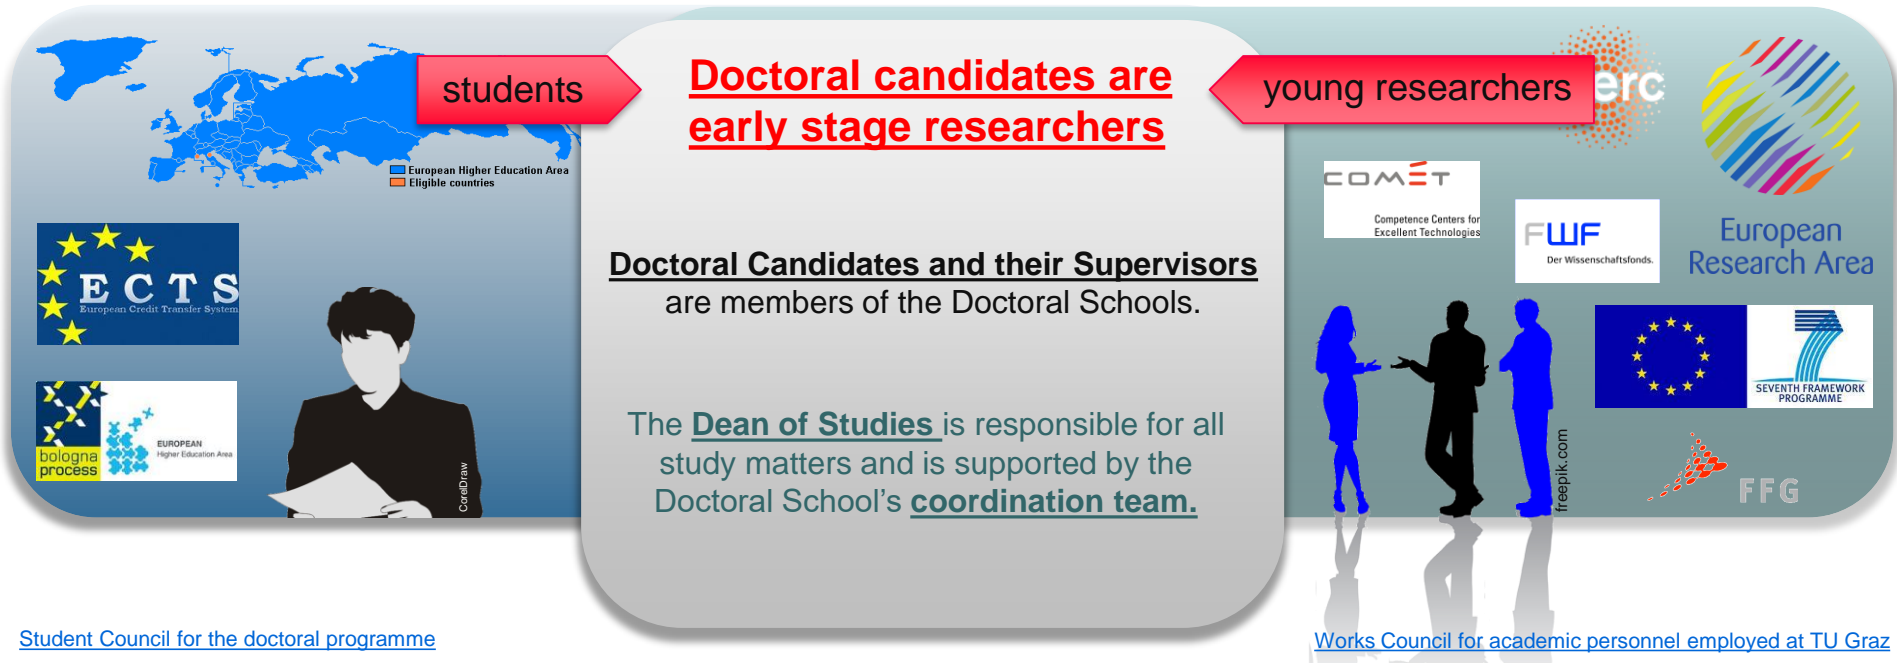 students
European Higher Education Area
Eligible countries
ECTS
European Credit Transfer System
bologna
process
EUROPEAN
Higher Education Area
CorelDraw
Doctoral candidates are
early stage researchers
Doctoral Candidates and their Supervisors
are members of the Doctoral Schools.
The Dean of Studies is responsible for all
study matters and is supported by the
Doctoral School's coordination team.
young researchers
erc
COMET
Competence Centers for
Excellent Technologies
FWF
Der Wissenschaftsfonds.
European
Research Area
7
SEVENTH FRAMEWORK
PROGRAMME
freepik.com
FFG
Student Council for the doctoral programme
Works Council for academic personnel employed at TU Graz